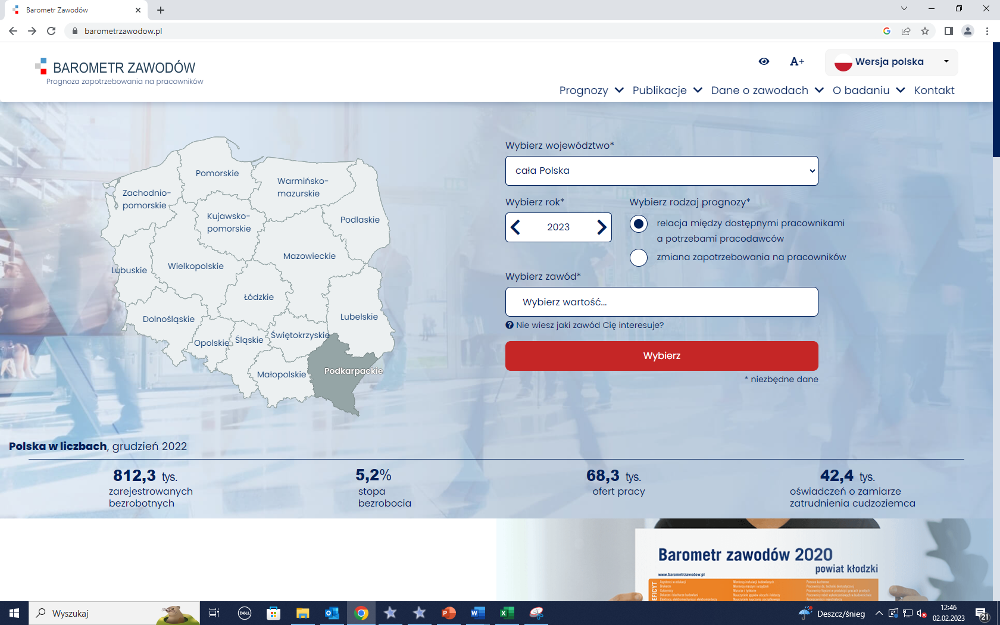 Barometr Zawodów
barometrzawodow.pl
BAROMETR ZAWODÓW
Prognoza zapotrzebowania na pracowników
A+
Wersja polska
Prognozy
Publikacje
Dane o zawodach
O badaniu
Kontakt
Pomorskie
Warmińsko-
mazurskie
Zachodnio-
pomorskie
Kujawsko-
pomorskie
Podlaskie
Mazowieckie
Wielkopolskie
Lubuskie
Łódzkie
Dolnośląskie
Lubelskie
Opolskie
Śląskie
Świętokrzyskie
Małopolskie
Podkarpackie
Wybierz województwo*
cała Polska
Wybierz rok*
2023
Wybierz rodzaj prognozy*
relacja między dostępnymi pracownikami
a potrzebami pracodawców
zmiana zapotrzebowania na pracowników
Wybierz zawód*
Wybierz wartość...
Nie wiesz jaki zawód Cię interesuje?
Wybierz
* niezbędne dane
Polska w liczbach, grudzień 2022
812,3 tys.
zarejestrowanych
bezrobotnych
5,2%
stopa
bezrobocia
68,3 tys.
ofert pracy
42,4 tys.
oświadczeń o zamiarze
zatrudnienia cudzoziemca
Barometr zawodów 2020
powiat kłodzki
www.barometrzawodow.pl
Wyszukaj
DELL
Deszcz/śnieg
12:46
02.02.2023
21